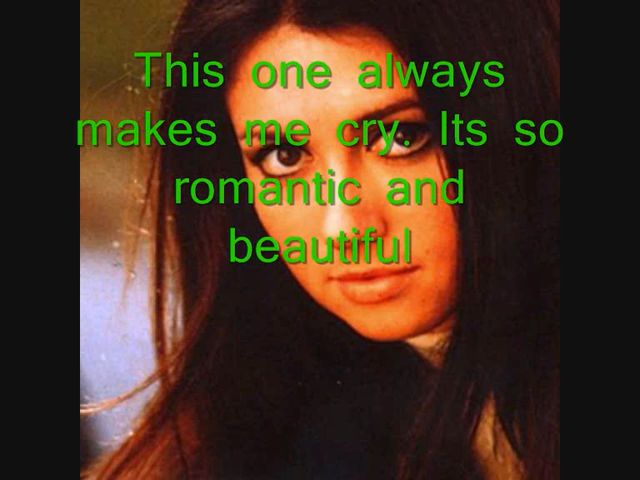 This one always
makes me cry. Its so
romantic and
beautiful